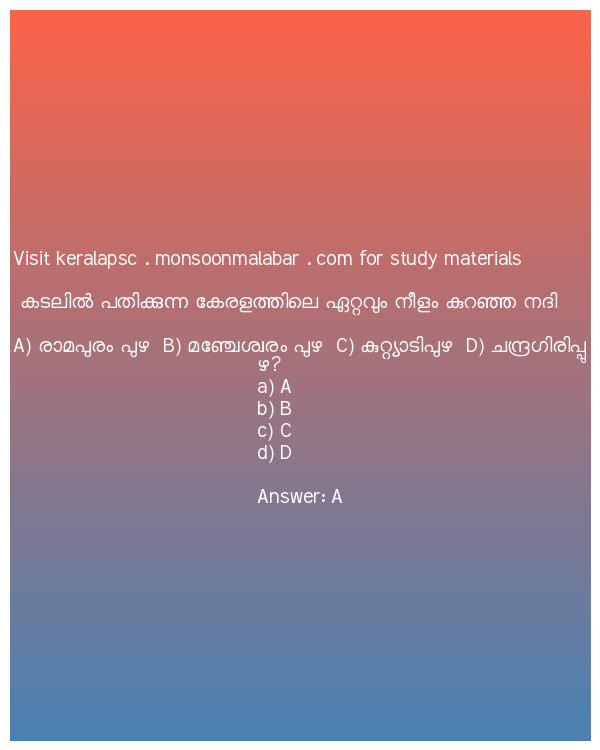 Visit keralapsc . monsoonmalabar . com for study materials
കടലിൽ പതിക്കുന്ന കേരളത്തിലെ ഏറ്റവും നീളം കുറഞ്ഞ നദി
A) രാമപുരം പുഴ B) മഞ്ചേശ്വരം പുഴ C) കുറ്റ്യാടിപുഴ D) ചന്ദ്രഗിരിപ്പു
ഴ?
a) A
b) B
c) C
d) D
Answer: A